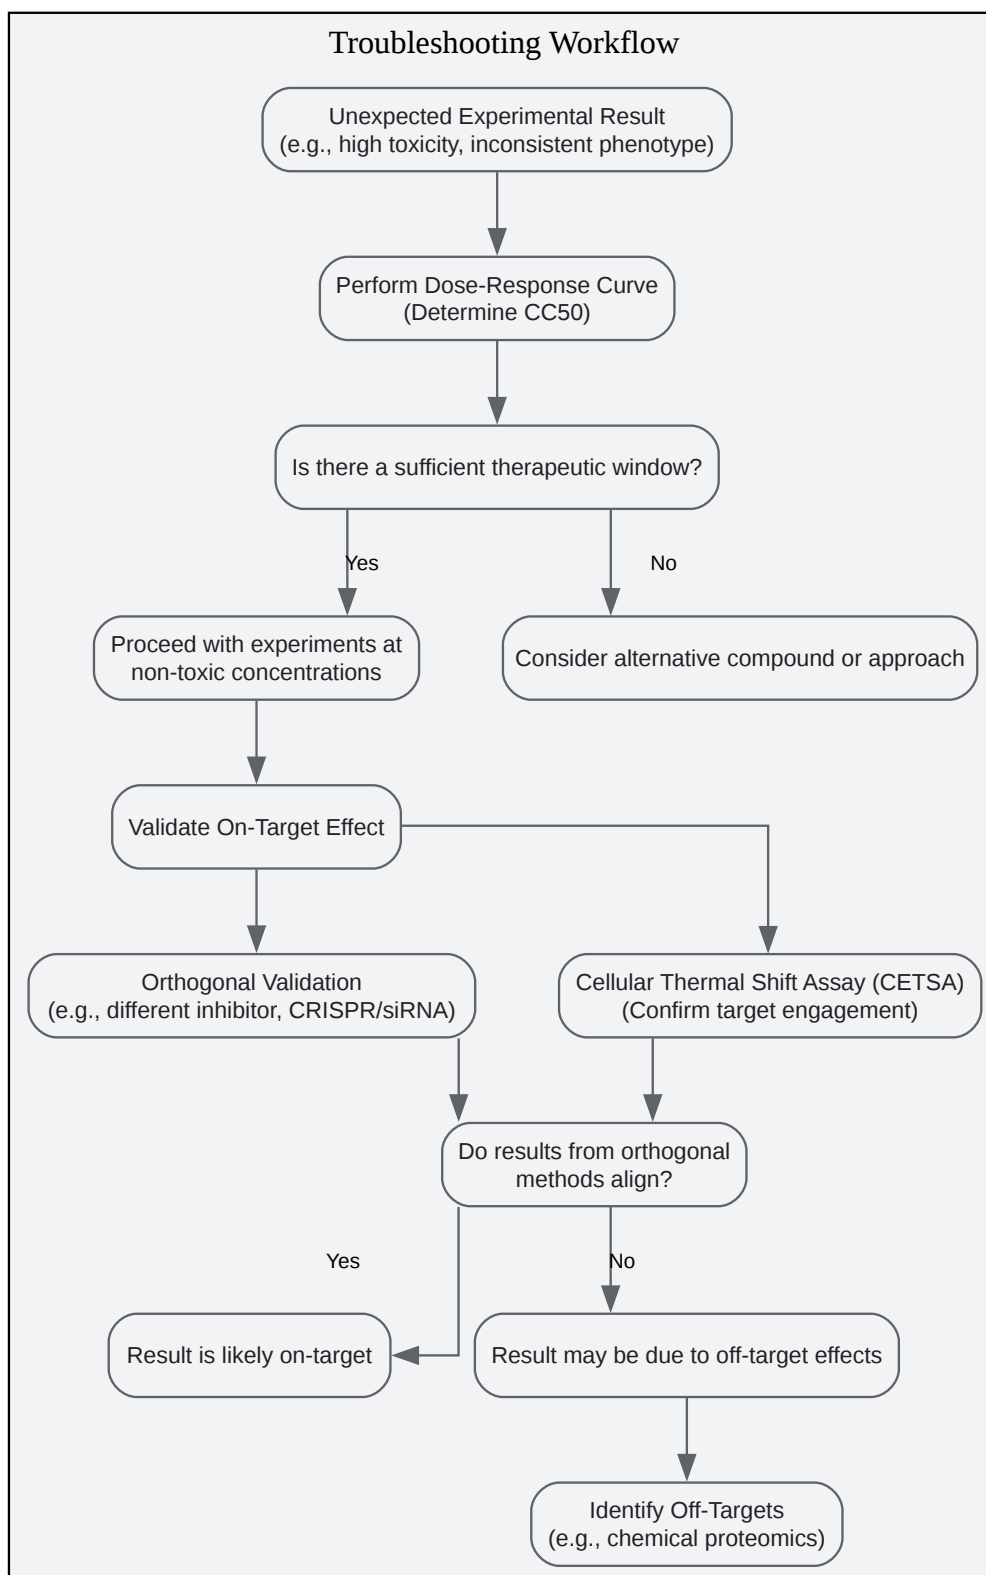 Troubleshooting Workflow
Unexpected Experimental Result
(e.g., high toxicity, inconsistent phenotype)
Perform Dose-Response Curve
(Determine CC50)
Is there a sufficient therapeutic window?
Yes
No
Proceed with experiments at
non-toxic concentrations
Consider alternative compound or approach
Validate On-Target Effect
Orthogonal Validation
(e.g., different inhibitor, CRISPR/siRNA)
Cellular Thermal Shift Assay (CETSA)
(Confirm target engagement)
Do results from orthogonal
methods align?
Yes
No
Result is likely on-target
Result may be due to off-target effects
Identify Off-Targets
(e.g., chemical proteomics)